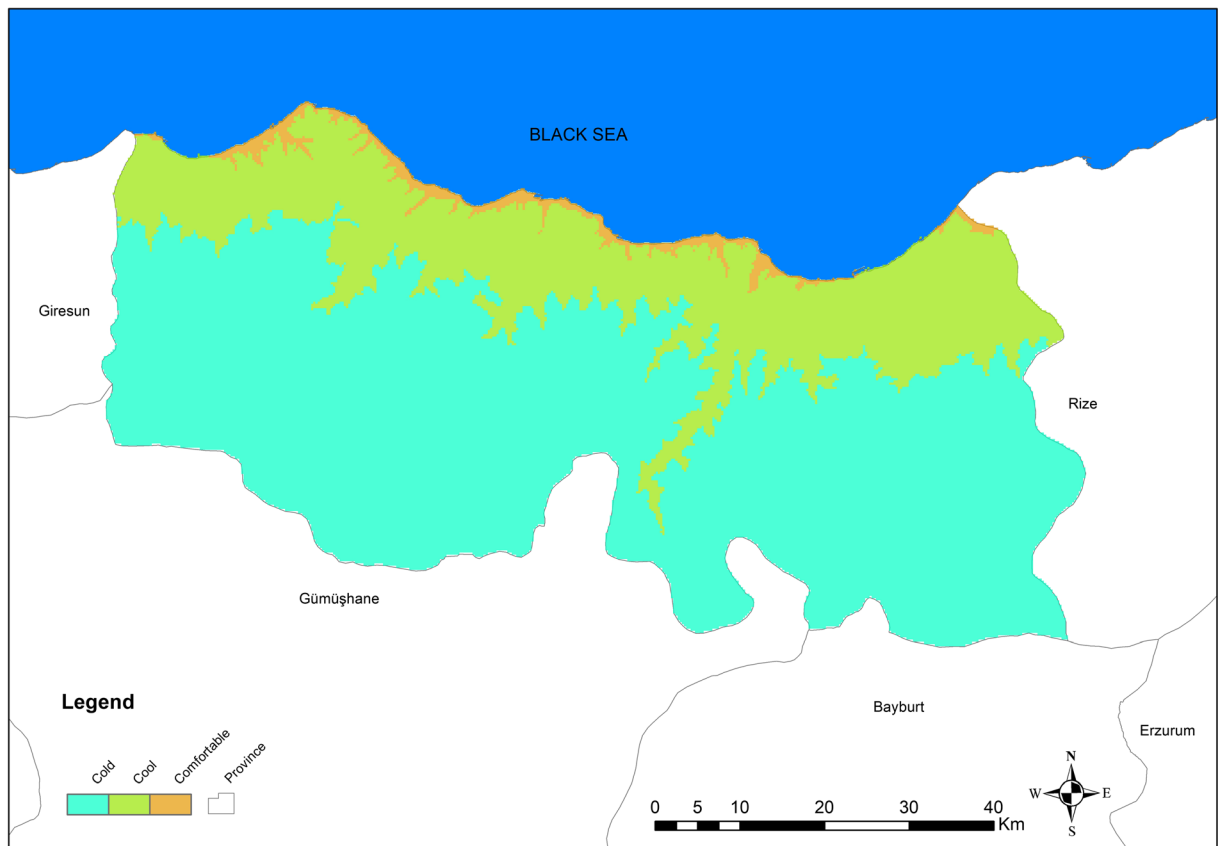 BLACK SEA
Giresun
Rize
Gümüşhane
Legend
Bayburt
Erzurum
Cold
Cool
Comfortable
Province
N
W
E
S
0 5 10 20 30 40
Km